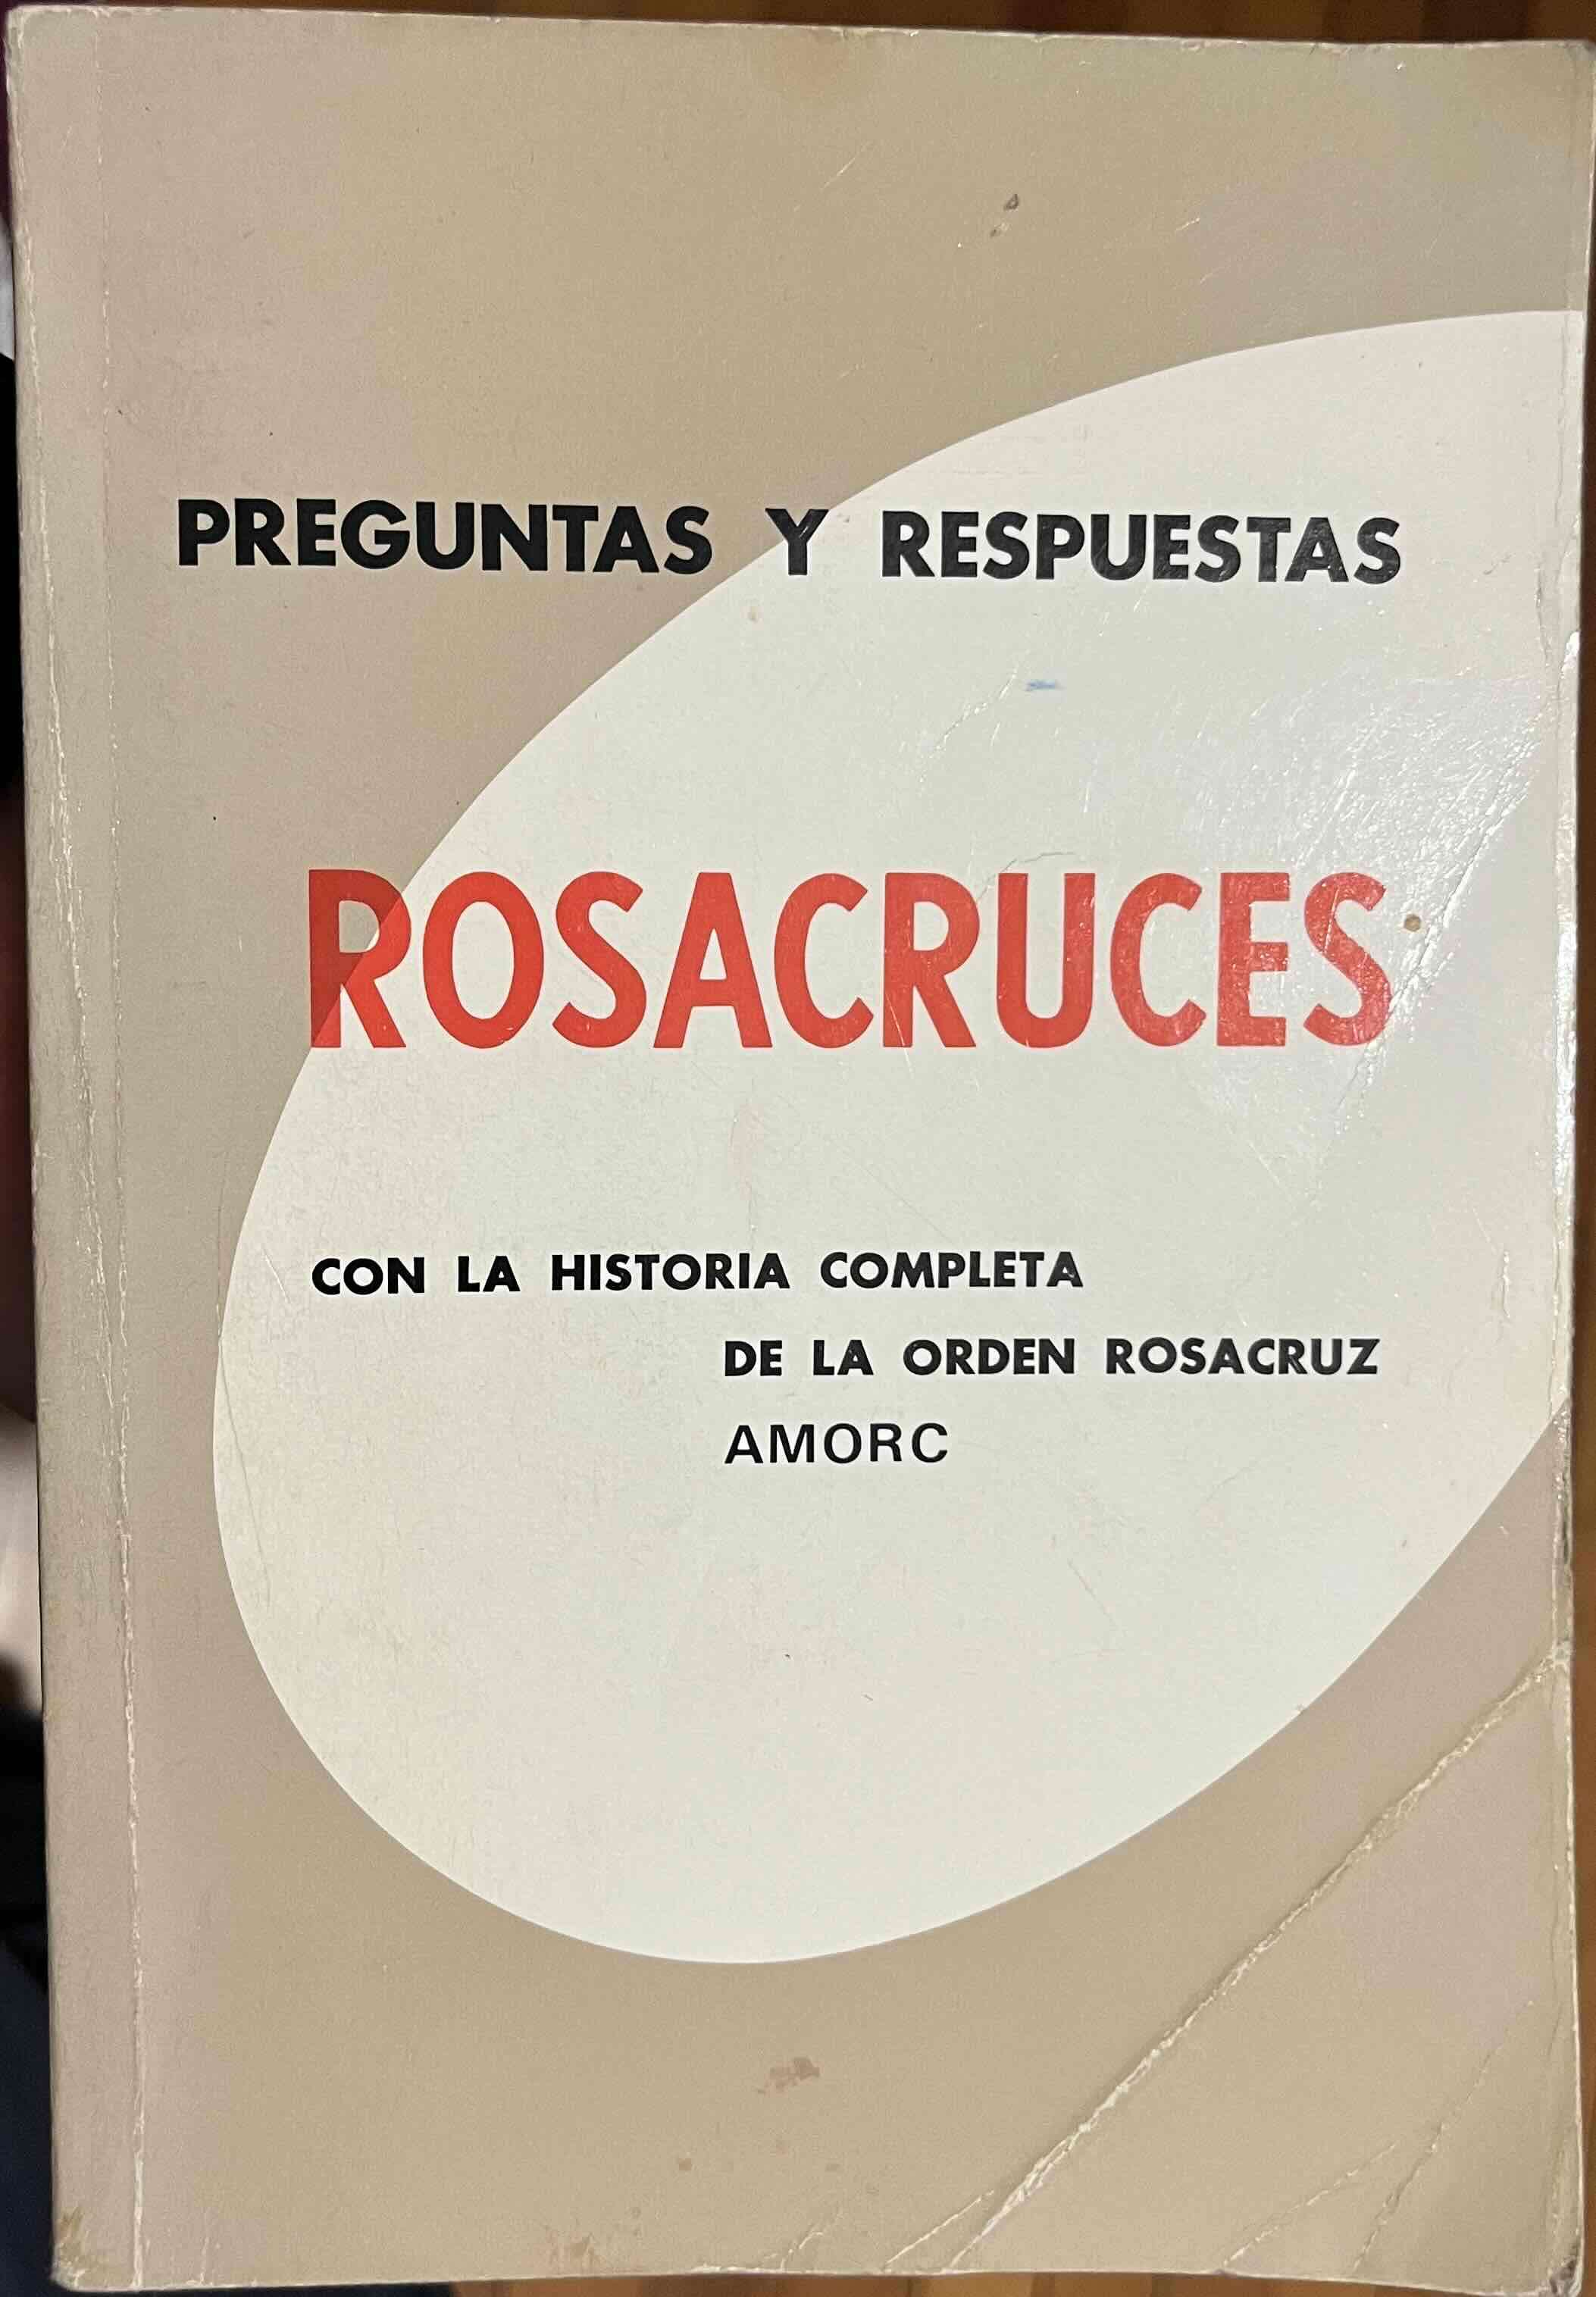 PREGUNTAS Y RESPUESTAS
ROSACRUCES
CON LA HISTORIA COMPLETA
DE LA ORDEN ROSACRUZ
AMORC